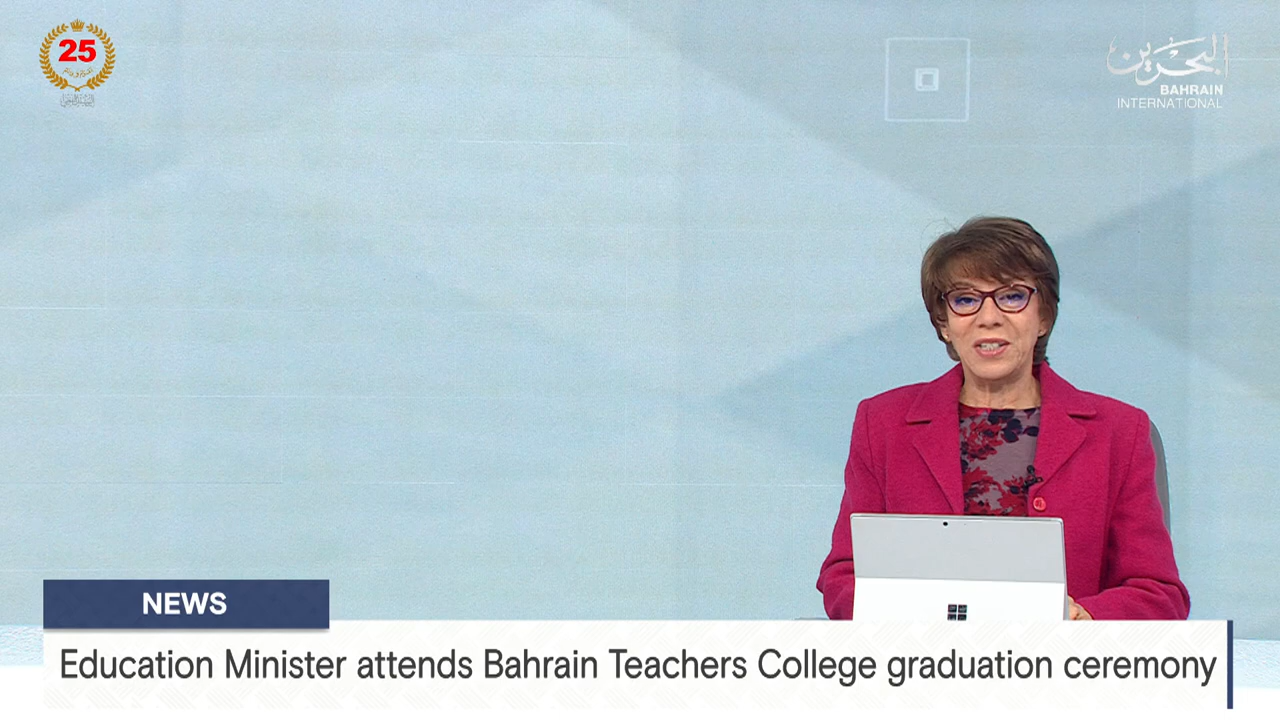 25
البحرين
BAHRAIN
INTERNATIONAL
NEWS
Education Minister attends Bahrain Teachers College graduation ceremony